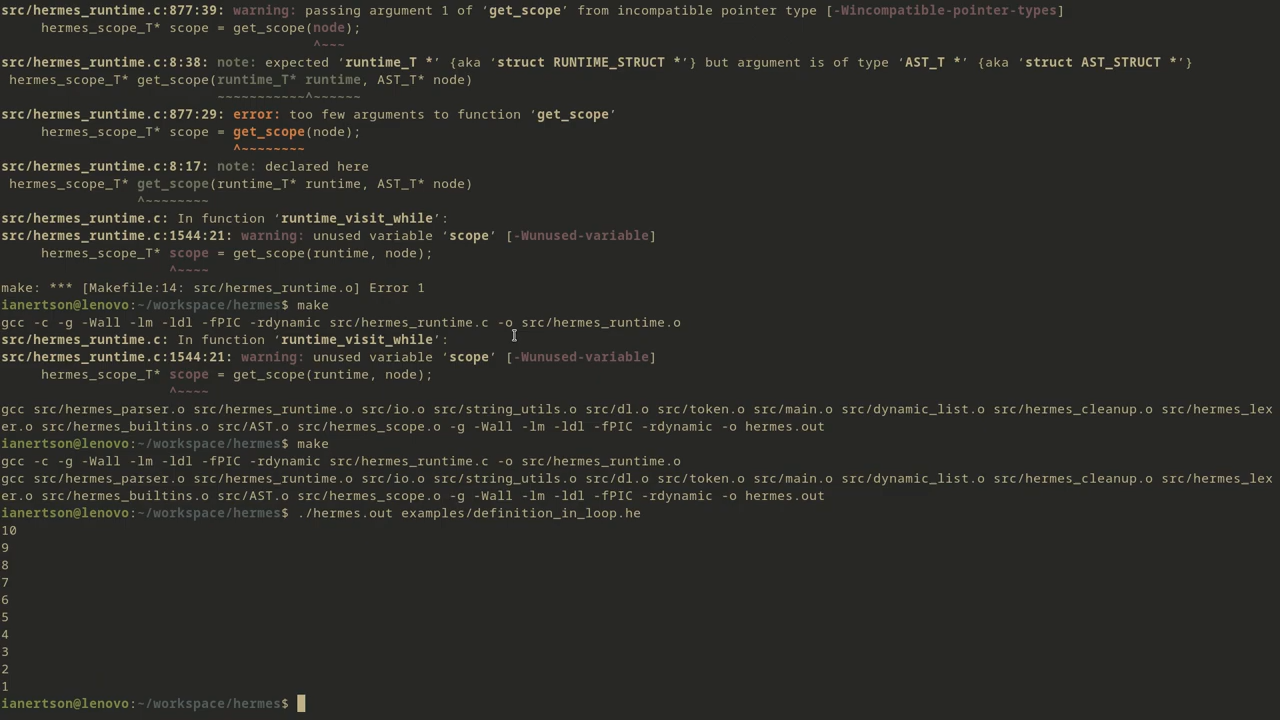 src/hermes_runtime.c:877:39: warning: passing argument 1 of ‘get_scope’ from incompatible pointer type [-Wincompatible-pointer-types]
     hermes_scope_T* scope = get_scope(node);
                                       ^~~~
src/hermes_runtime.c:8:38: note: expected ‘runtime_T *’ {aka ‘struct RUNTIME_STRUCT *’} but argument is of type ‘AST_T *’ {aka ‘struct AST_STRUCT *’}
 hermes_scope_T* get_scope(runtime_T* runtime, AST_T* node)
                           ~~~~~~~~~~~^~~~~~~
src/hermes_runtime.c:877:29: error: too few arguments to function ‘get_scope’
     hermes_scope_T* scope = get_scope(node);
                             ^~~~~~~~~
src/hermes_runtime.c:8:17: note: declared here
 hermes_scope_T* get_scope(runtime_T* runtime, AST_T* node)
                 ^~~~~~~~~
src/hermes_runtime.c: In function ‘runtime_visit_while’:
src/hermes_runtime.c:1544:21: warning: unused variable ‘scope’ [-Wunused-variable]
     hermes_scope_T* scope = get_scope(runtime, node);
                     ^~~~~
make: *** [Makefile:14: src/hermes_runtime.o] Error 1
ianertson@lenovo:~/workspace/hermes$ make
gcc -c -g -Wall -lm -ldl -fPIC -rdynamic src/hermes_runtime.c -o src/hermes_runtime.o
src/hermes_runtime.c: In function ‘runtime_visit_while’:
src/hermes_runtime.c:1544:21: warning: unused variable ‘scope’ [-Wunused-variable]
     hermes_scope_T* scope = get_scope(runtime, node);
                     ^~~~~
gcc src/hermes_parser.o src/hermes_runtime.o src/io.o src/string_utils.o src/dl.o src/token.o src/main.o src/dynamic_list.o src/hermes_cleanup.o src/hermes_lex
er.o src/hermes_builtins.o src/AST.o src/hermes_scope.o -g -Wall -lm -ldl -fPIC -rdynamic -o hermes.out
ianertson@lenovo:~/workspace/hermes$ make
gcc -c -g -Wall -lm -ldl -fPIC -rdynamic src/hermes_runtime.c -o src/hermes_runtime.o
gcc src/hermes_parser.o src/hermes_runtime.o src/io.o src/string_utils.o src/dl.o src/token.o src/main.o src/dynamic_list.o src/hermes_cleanup.o src/hermes_lex
er.o src/hermes_builtins.o src/AST.o src/hermes_scope.o -g -Wall -lm -ldl -fPIC -rdynamic -o hermes.out
ianertson@lenovo:~/workspace/hermes$ ./hermes.out examples/definition_in_loop.he
10
9
8
7
6
5
4
3
2
1
ianertson@lenovo:~/workspace/hermes$